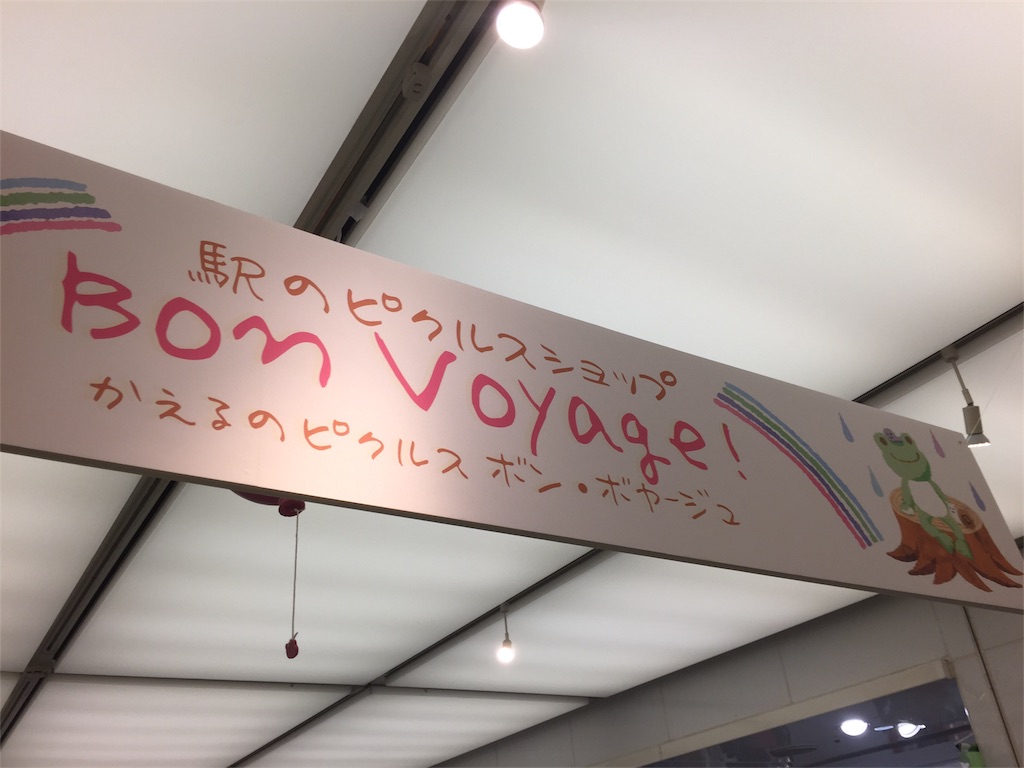 駅のピクルスショップ
Bon Voyage!
かえるのピクルス ボン・ボヤージュ